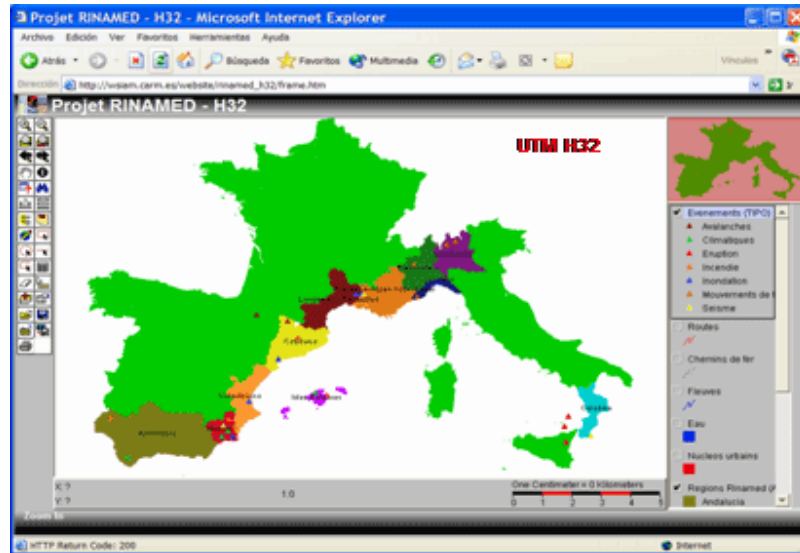 Projet RINAMED - H32 - Microsoft Internet Explorer
Archivo Edición Ver Favoritos Herramientas Ayuda
Atrás Búsqueda Favoritos Multimedia Vínculos
Dirección http://wsiam.carm.es/website/rinamed_h32/frame.htm Ir
Projet RINAMED - H32
UTM H32
Evenements (TIPO)
Avalanches
Climatiques
Eruption
Incendie
Inondation
Mouvements de t
Seisme
Routes
Chemins de fer
Fleuves
Eau
Nucleos urbains
Regions Rinamed (
Andalucia
X: ?
Y: ?
1:0
One Centimeter = 0 Kilometers
0 1 2 3 4 5
Zoom In
HTTP Return Code: 200
Internet